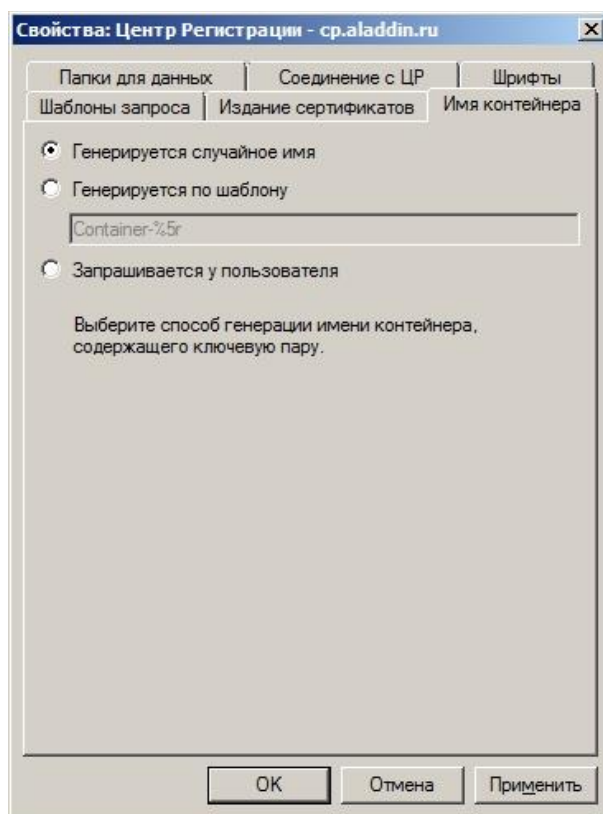 Свойства: Центр Регистрации - cp.aladdin.ru
Папки для данных
Соединение с ЦР
Шрифты
Шаблоны запроса
Издание сертификатов
Имя контейнера
Генерируется случайное имя
Генерируется по шаблону
Container-%5r
Запрашивается у пользователя
Выберите способ генерации имени контейнера,
содержащего ключевую пару.
OK
Отмена
Применить